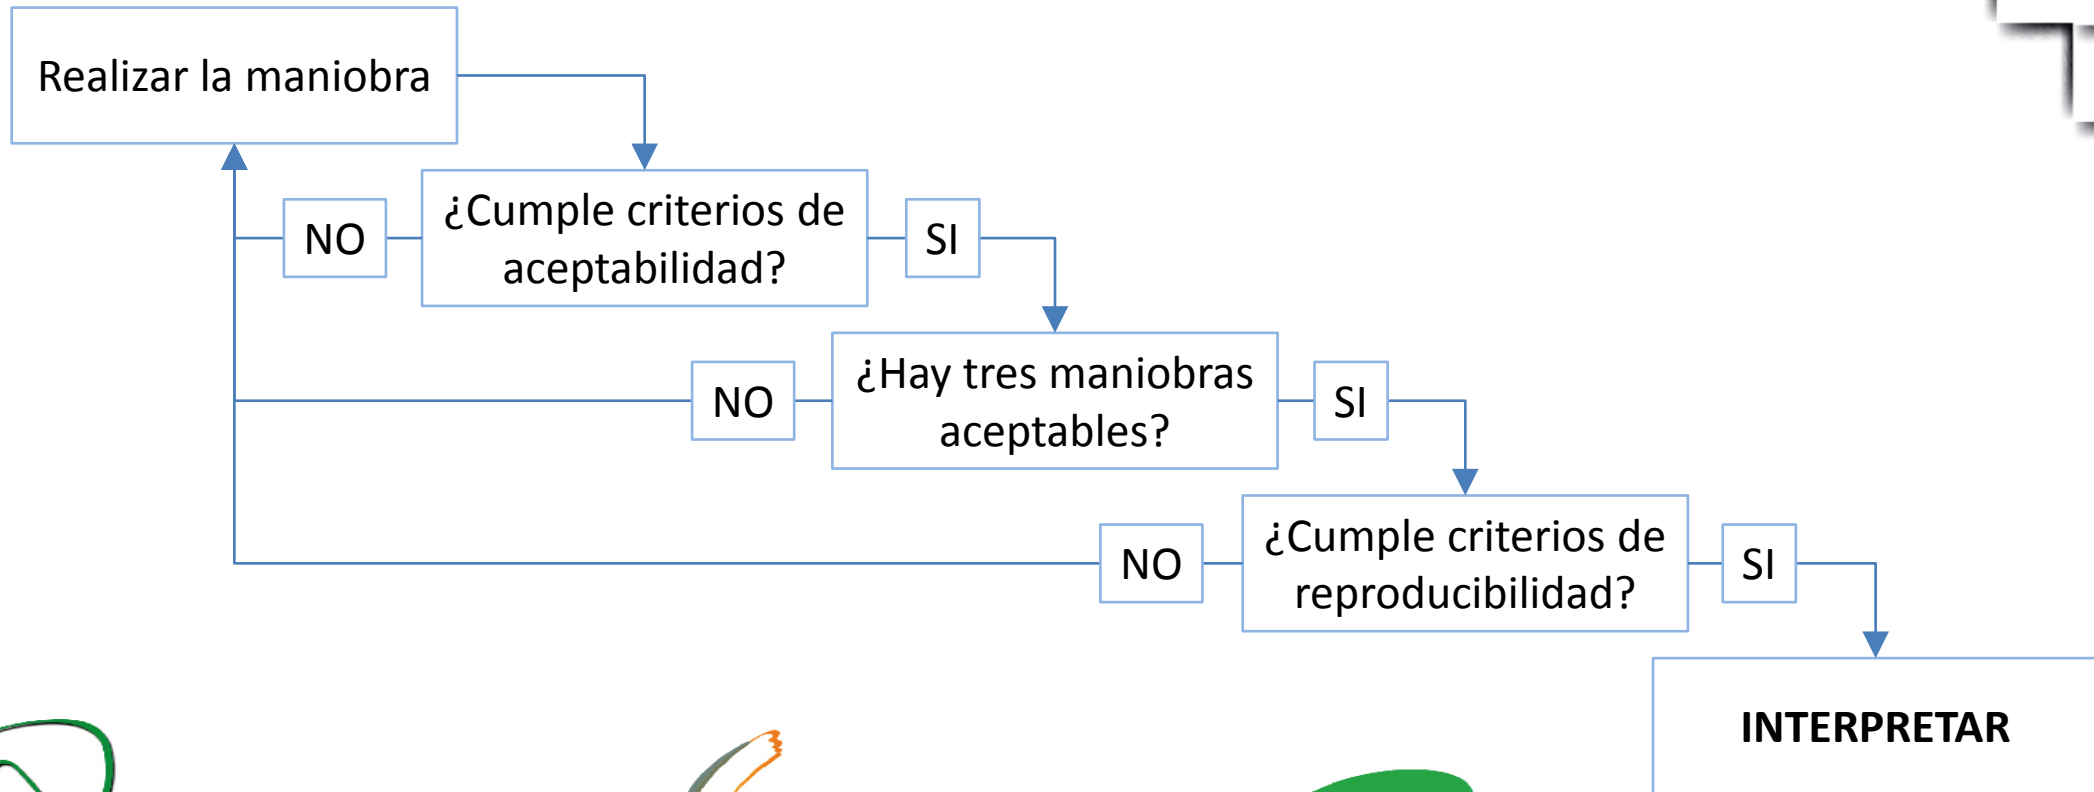 Realizar la maniobra
¿Cumple criterios de
aceptabilidad?
NO
SI
¿Hay tres maniobras
aceptables?
NO
SI
¿Cumple criterios de
reproducibilidad?
NO
SI
INTERPRETAR